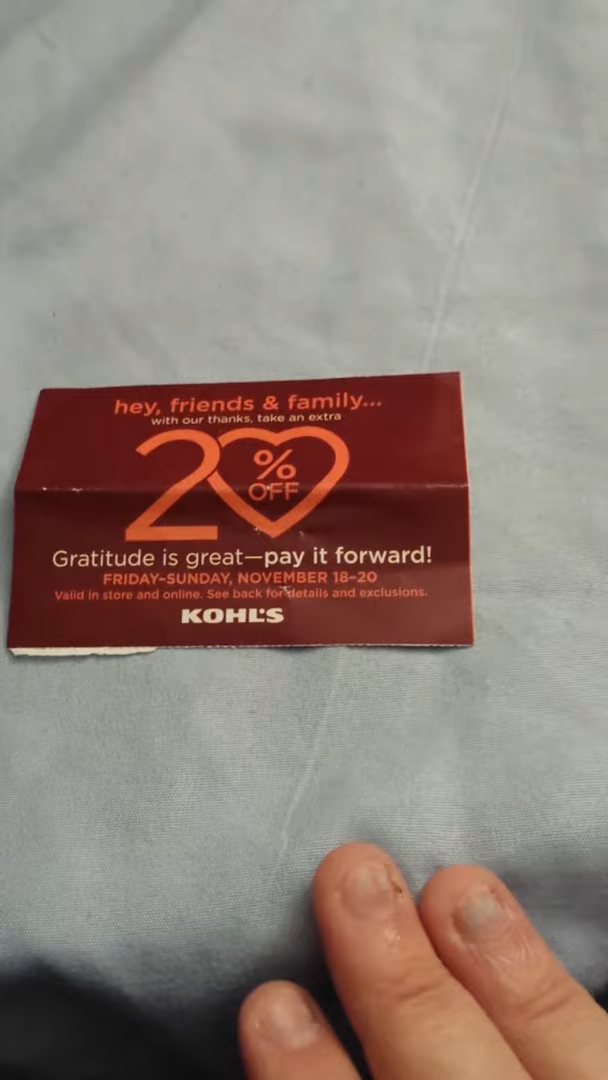 hey, friends & family...
with our thanks, take an extra
20% OFF
Gratitude is great—pay it forward!
FRIDAY–SUNDAY, NOVEMBER 18–20
Valid in store and online. See back for details and exclusions.
KOHL'S